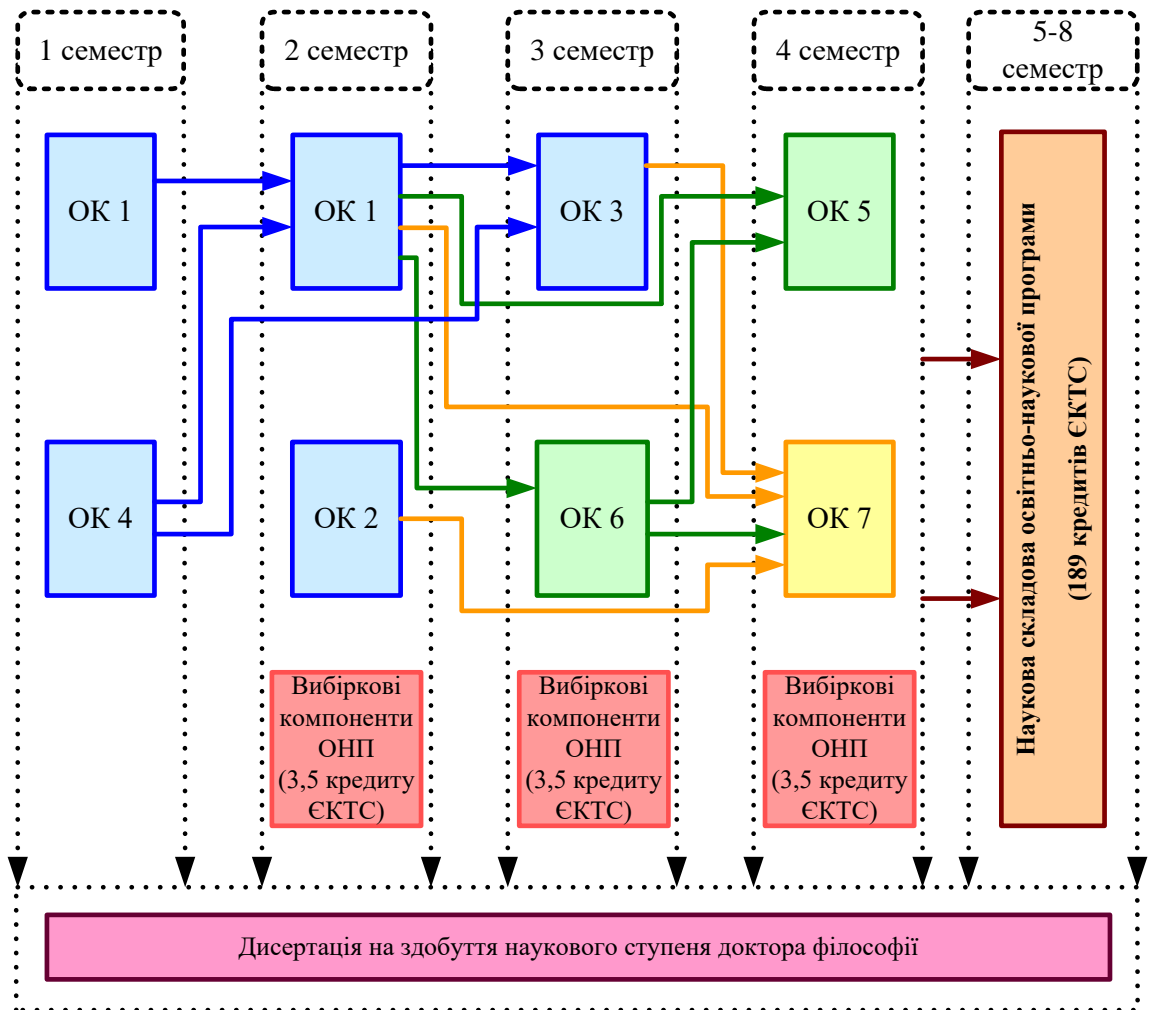 1 семестр
2 семестр
3 семестр
4 семестр
5-8
семестр
ОК 1
ОК 1
ОК 3
ОК 5
ОК 4
ОК 2
ОК 6
ОК 7
Наукова складова освітньо-наукової програми
(189 кредитів ЄКТС)
Вибіркові
компоненти
ОНП
(3,5 кредиту
ЄКТС)
Вибіркові
компоненти
ОНП
(3,5 кредиту
ЄКТС)
Вибіркові
компоненти
ОНП
(3,5 кредиту
ЄКТС)
Дисертація на здобуття наукового ступеня доктора філософії